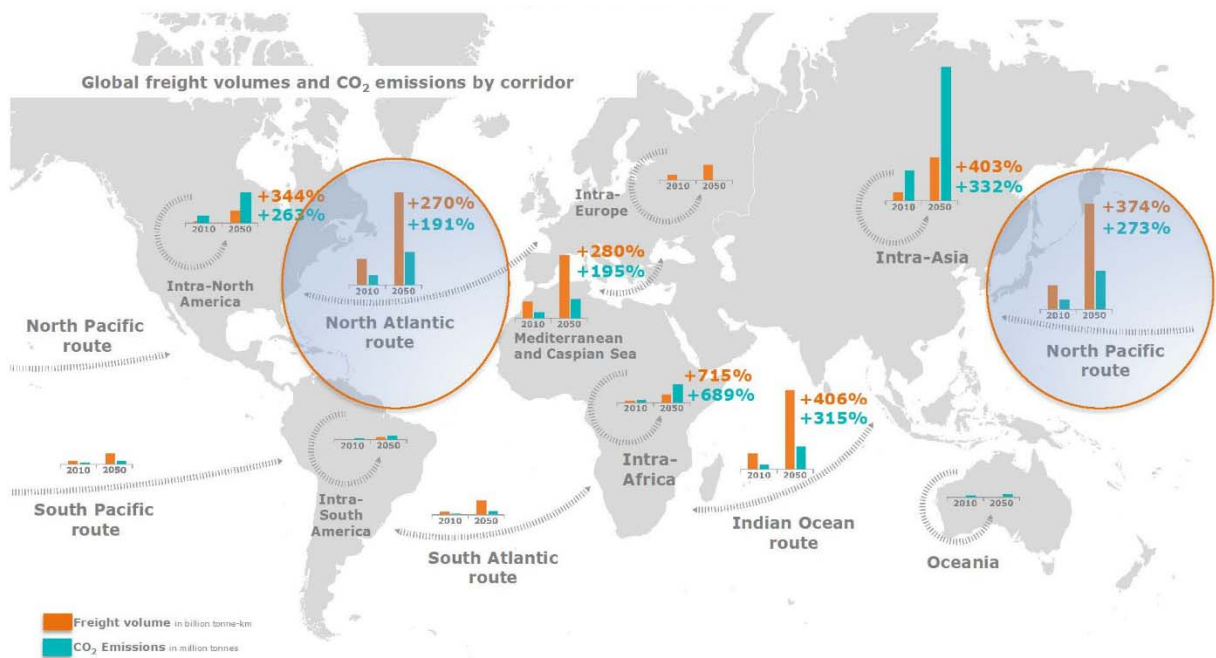 Global freight volumes and CO₂ emissions by corridor
+344%
+263%
2010
2050
Intra-North
America
+270%
+191%
2010
2050
North Atlantic
route
Intra-
Europe
2010
2050
+280%
+195%
2010
2050
Mediterranean
and Caspian Sea
+403%
+332%
2010
2050
Intra-Asia
+374%
+273%
2010
2050
North Pacific
route
North Pacific
route
+715%
+689%
2010
2050
Intra-
Africa
+406%
+315%
2010
2050
Indian Ocean
route
2010
2050
South Pacific
route
2010
2050
Intra-
South
America
2010
2050
South Atlantic
route
2010
2050
Oceania
Freight volume in billion tonne-km
CO₂ Emissions in million tonnes